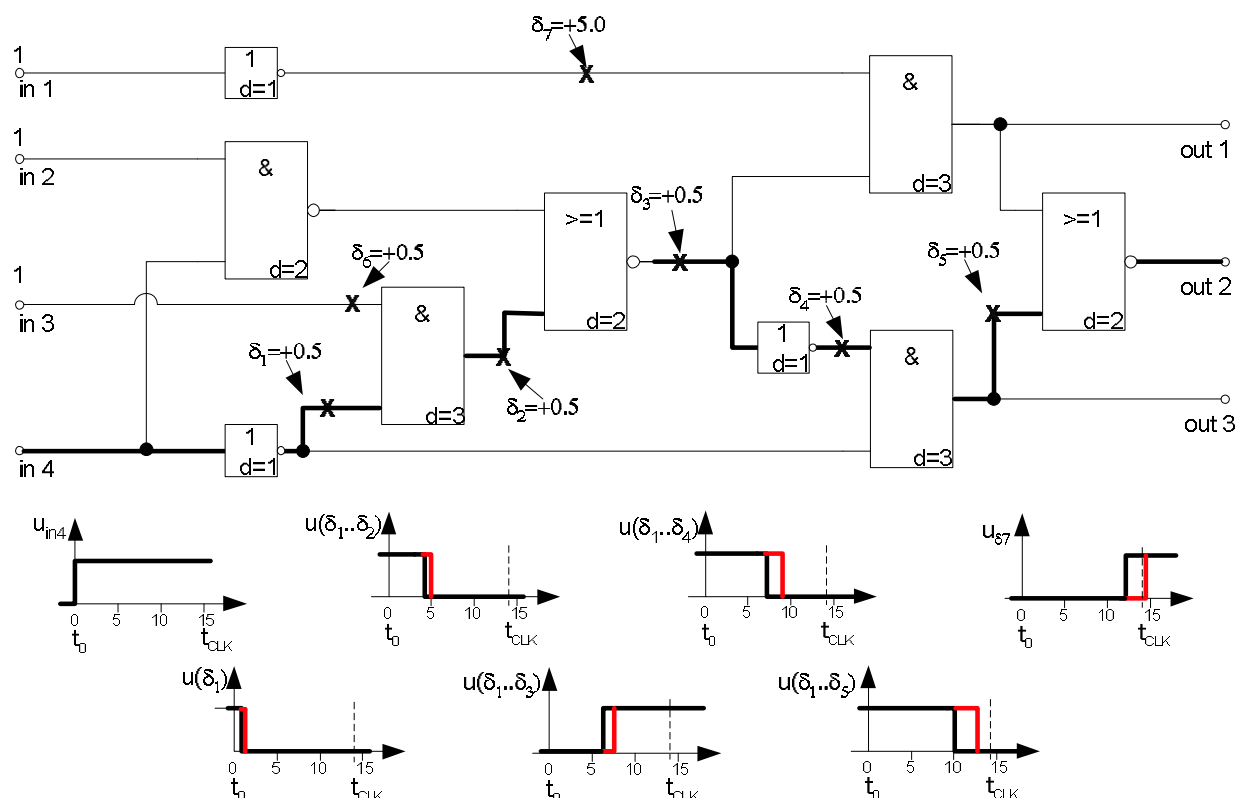 δ7=+5.0
1
in 1
1
d=1
&
d=3
out 1
1
in 2
&
d=2
>=1
d=2
δ3=+0.5
>=1
d=2
out 2
δ6=+0.5
δ5=+0.5
1
in 3
&
d=3
δ4=+0.5
1
d=1
&
d=3
δ1=+0.5
δ2=+0.5
in 4
1
d=1
out 3
uin4
0 5 10 15
t0 tCLK
u(δ1..δ2)
0 5 10 15
t0 tCLK
u(δ1..δ4)
0 5 10 15
t0 tCLK
uδ7
0 5 10 15
t0 tCLK
u(δ1)
0 5 10 15
t0 tCLK
u(δ1..δ3)
0 5 10 15
t0 tCLK
u(δ1..δ5)
0 5 10 15
t0 tCLK